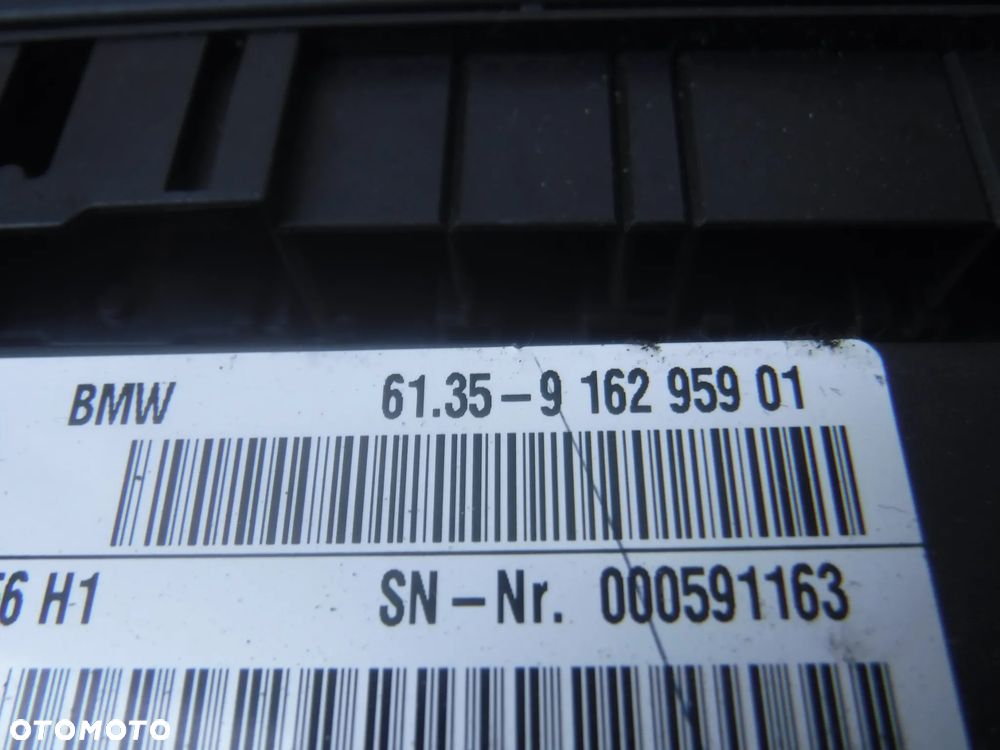 BMW 61.35-9 162 959 01
6 H1 SN-Nr. 000591163
OTOMOTO